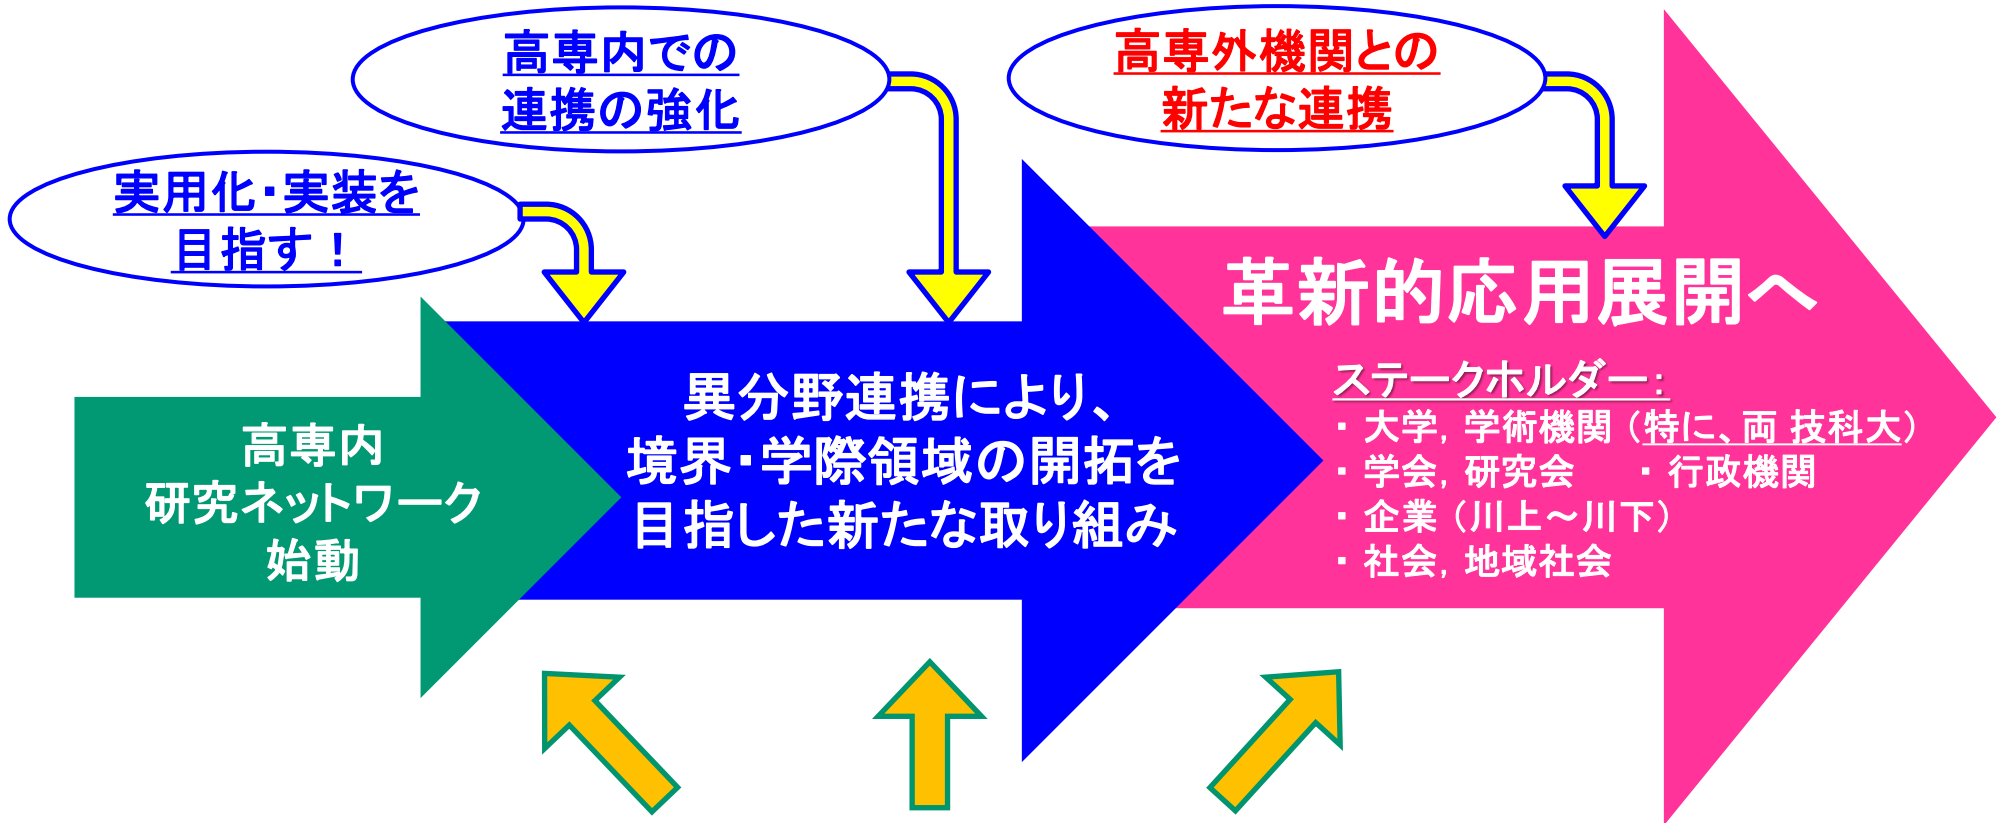 高専内での
連携の強化
高専外機関との
新たな連携
実用化・実装を
目指す！
高専内
研究ネットワーク
始動
異分野連携により、
境界・学際領域の開拓を
目指した新たな取り組み
革新的応用展開へ
ステークホルダー：
・ 大学，学術機関（特に、両 技科大）
・ 学会，研究会　・ 行政機関
・ 企業（川上～川下）
・ 社会，地域社会